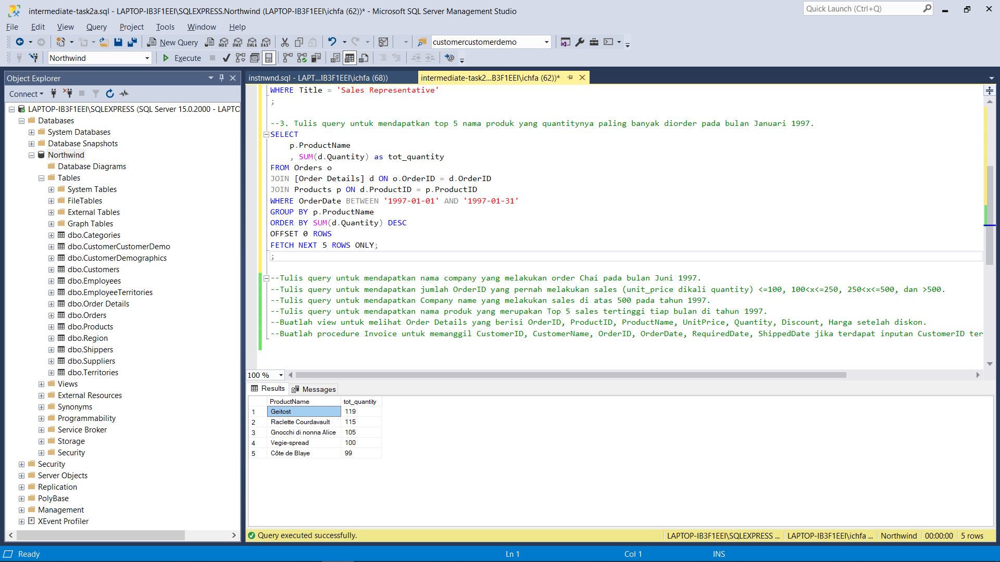 intermediate-task2a.sql - LAPTOP-IB3F1EEI\SQLEXPRESS.Northwind (LAPTOP-IB3F1EEI\ichfa (62))* - Microsoft SQL Server Management Studio
Quick Launch (Ctrl+Q)
File Edit View Query Project Tools Window Help
New Query MDX DMX XMLA DAX customercustomerdemo
Northwind Execute
Object Explorer
Connect
LAPTOP-IB3F1EEI\SQLEXPRESS (SQL Server 15.0.2000 - LAPTO
Databases
System Databases
Database Snapshots
Northwind
Database Diagrams
Tables
System Tables
FileTables
External Tables
Graph Tables
dbo.Categories
dbo.CustomerCustomerDemo
dbo.CustomerDemographics
dbo.Customers
dbo.Employees
dbo.EmployeeTerritories
dbo.Order Details
dbo.Orders
dbo.Products
dbo.Region
dbo.Shippers
dbo.Suppliers
dbo.Territories
Views
External Resources
Synonyms
Programmability
Service Broker
Storage
Security
Security
Server Objects
Replication
PolyBase
Management
XEvent Profiler
instnwnd.sql - LAPT...IB3F1EEI\ichfa (68))
intermediate-task2...B3F1EEI\ichfa (62))*
WHERE Title = 'Sales Representative'
;
--3. Tulis query untuk mendapatkan top 5 nama produk yang quantitynya paling banyak diorder pada bulan Januari 1997.
SELECT
p.ProductName
, SUM(d.Quantity) as tot_quantity
FROM Orders o
JOIN [Order Details] d ON o.OrderID = d.OrderID
JOIN Products p ON d.ProductID = p.ProductID
WHERE OrderDate BETWEEN '1997-01-01' AND '1997-01-31'
GROUP BY p.ProductName
ORDER BY SUM(d.Quantity) DESC
OFFSET 0 ROWS
FETCH NEXT 5 ROWS ONLY;
;
--Tulis query untuk mendapatkan nama company yang melakukan order Chai pada bulan Juni 1997.
--Tulis query untuk mendapatkan jumlah OrderID yang pernah melakukan sales (unit_price dikali quantity) <=100, 100<x<=250, 250<x<=500, dan >500.
--Tulis query untuk mendapatkan Company name yang melakukan sales di atas 500 pada tahun 1997.
--Tulis query untuk mendapatkan nama produk yang merupakan Top 5 sales tertinggi tiap bulan di tahun 1997.
--Buatlah view untuk melihat Order Details yang berisi OrderID, ProductID, ProductName, UnitPrice, Quantity, Discount, Harga setelah diskon.
--Buatlah procedure Invoice untuk memanggil CustomerID, CustomerName, OrderID, OrderDate, RequiredDate, ShippedDate jika terdapat inputan CustomerID ter
100 %
Results Messages
ProductName tot_quantity
1 Geitost 119
2 Raclette Courdavault 115
3 Gnocchi di nonna Alice 105
4 Vegie-spread 100
5 Côte de Blaye 99
Query executed successfully. LAPTOP-IB3F1EEI\SQLEXPRESS ... LAPTOP-IB3F1EEI\ichfa ... Northwind 00:00:00 5 rows
Ready Ln 1 Col 1 INS